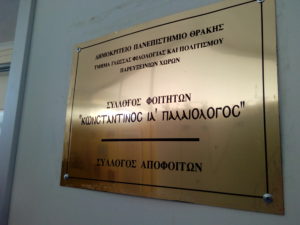 ΔΗΜΟΚΡΙΤΕΙΟ ΠΑΝΕΠΙΣΤΗΜΙΟ ΘΡΑΚΗΣ
ΤΜΗΜΑ ΓΛΩΣΣΑΣ ΦΙΛΟΛΟΓΙΑΣ ΚΑΙ ΠΟΛΙΤΙΣΜΟΥ
ΠΑΡΕΥΞΕΙΝΙΩΝ ΧΩΡΩΝ
ΣΥΛΛΟΓΟΣ ΦΟΙΤΗΤΩΝ
"ΚΩΝΣΤΑΝΤΙΝΟΣ ΙΑ' ΠΑΛΑΙΟΛΟΓΟΣ"
ΣΥΛΛΟΓΟΣ ΑΠΟΦΟΙΤΩΝ